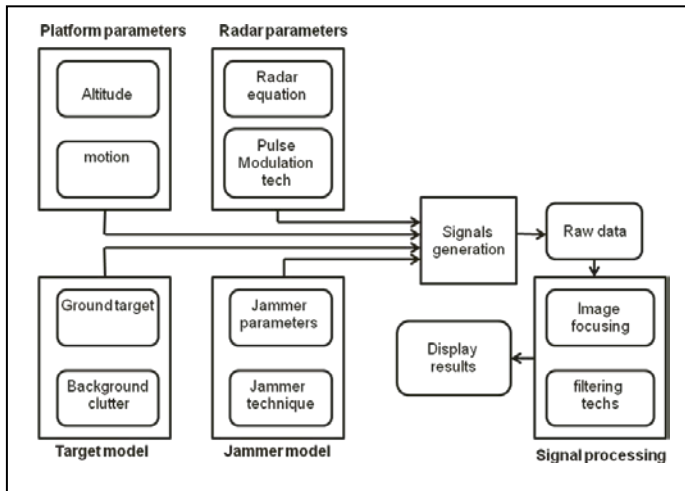 Platform parameters
Radar parameters
Altitude
motion
Radar
equation
Pulse
Modulation
tech
Signals
generation
Raw data
Ground target
Background
clutter
Target model
Jammer
parameters
Jammer
technique
Jammer model
Display
results
Image
focusing
filtering
techs
Signal processing